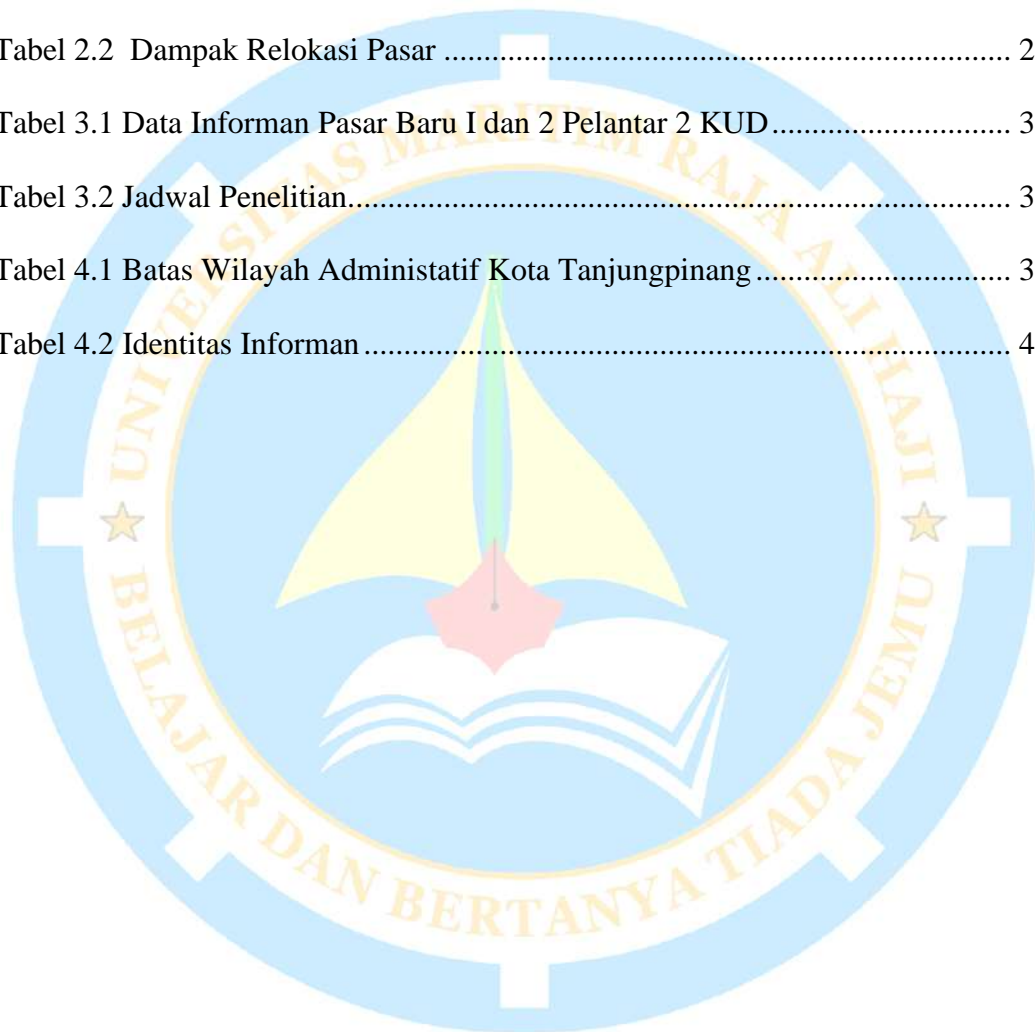 Tabel 2.2  Dampak Relokasi Pasar .......................................................................... 2
Tabel 3.1 Data Informan Pasar Baru I dan 2 Pelantar 2 KUD............................... 3
Tabel 3.2 Jadwal Penelitian..................................................................................... 3
Tabel 4.1 Batas Wilayah Administatif Kota Tanjungpinang................................. 3
Tabel 4.2 Identitas Informan................................................................................... 4
UNIVERSITAS MARITIM RAJA ALI HAJI
BELAJAR DAN BERTANYA TIADA JEMU